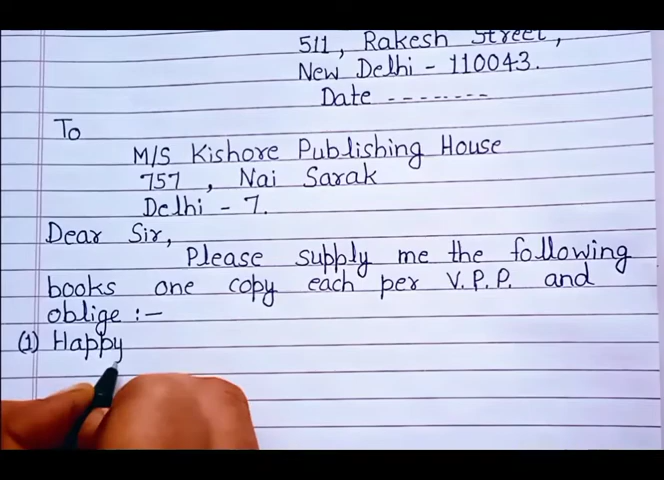 511, Rakesh Street,
New Delhi - 110043.
Date --------
To
M/S Kishore Publishing House
757, Nai Sarak
Delhi - 7.
Dear Sir,
Please supply me the following
books one copy each per V.P.P. and
oblige :-
(1) Happy